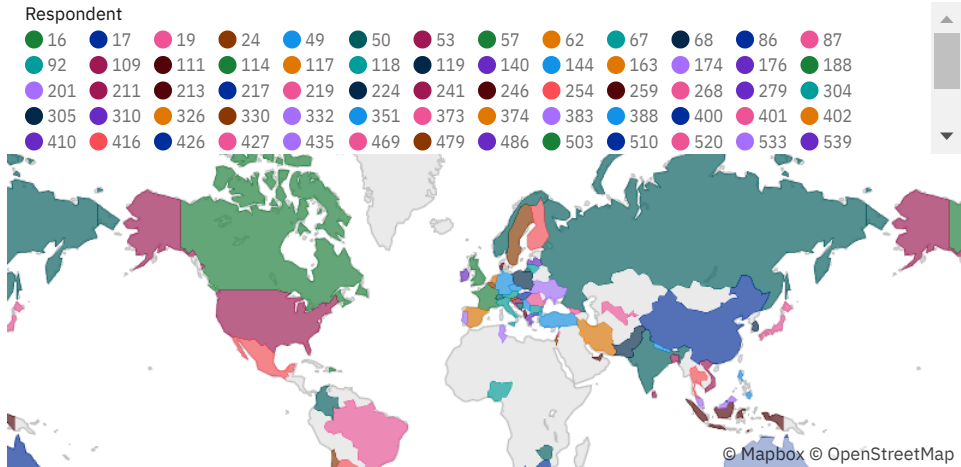 Respondent
16 17 19 24 49 50 53 57 62 67 68 86 87
92 109 111 114 117 118 119 140 144 163 174 176 188
201 211 213 217 219 224 241 246 254 259 268 279 304
305 310 326 330 332 351 373 374 383 388 400 401 402
410 416 426 427 435 469 479 486 503 510 520 533 539
© Mapbox © OpenStreetMap